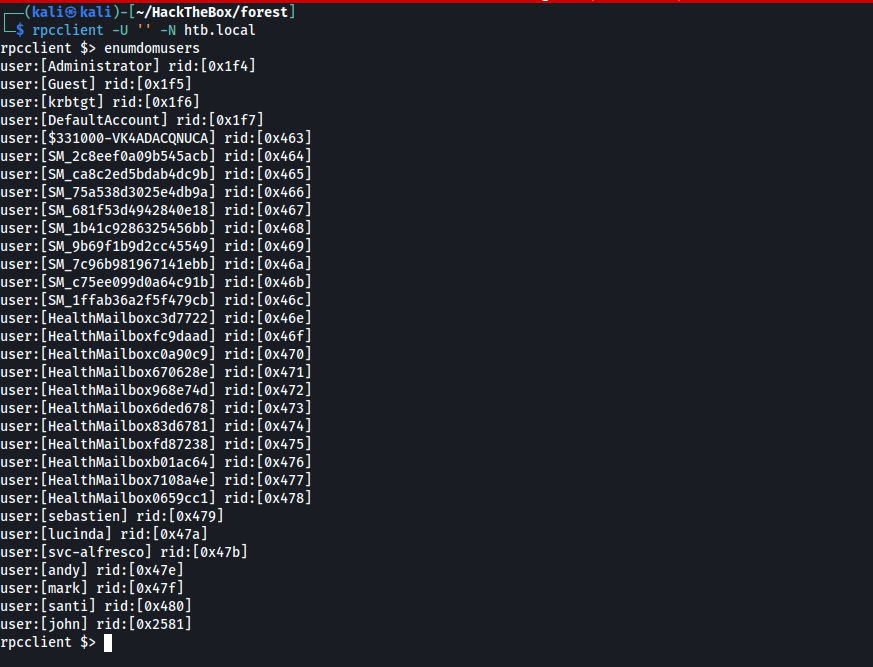 ┌──(kali㉿kali)-[~/HackTheBox/forest]
└─$ rpcclient -U '' -N htb.local
rpcclient $> enumdomusers
user:[Administrator] rid:[0x1f4]
user:[Guest] rid:[0x1f5]
user:[krbtgt] rid:[0x1f6]
user:[DefaultAccount] rid:[0x1f7]
user:[$331000-VK4ADACQNUCA] rid:[0x463]
user:[SM_2c8eef0a09b545acb] rid:[0x464]
user:[SM_ca8c2ed5bdab4dc9b] rid:[0x465]
user:[SM_75a538d3025e4db9a] rid:[0x466]
user:[SM_681f53d4942840e18] rid:[0x467]
user:[SM_1b41c9286325456bb] rid:[0x468]
user:[SM_9b69f1b9d2cc45549] rid:[0x469]
user:[SM_7c96b981967141ebb] rid:[0x46a]
user:[SM_c75ee099d0a64c91b] rid:[0x46b]
user:[SM_1ffab36a2f5f479cb] rid:[0x46c]
user:[HealthMailboxc3d7722] rid:[0x46e]
user:[HealthMailboxfc9daad] rid:[0x46f]
user:[HealthMailboxc0a90c9] rid:[0x470]
user:[HealthMailbox670628e] rid:[0x471]
user:[HealthMailbox968e74d] rid:[0x472]
user:[HealthMailbox6ded678] rid:[0x473]
user:[HealthMailbox83d6781] rid:[0x474]
user:[HealthMailboxfd87238] rid:[0x475]
user:[HealthMailboxb01ac64] rid:[0x476]
user:[HealthMailbox7108a4e] rid:[0x477]
user:[HealthMailbox0659cc1] rid:[0x478]
user:[sebastien] rid:[0x479]
user:[lucinda] rid:[0x47a]
user:[svc-alfresco] rid:[0x47b]
user:[andy] rid:[0x47e]
user:[mark] rid:[0x47f]
user:[santi] rid:[0x480]
user:[john] rid:[0x2581]
rpcclient $>